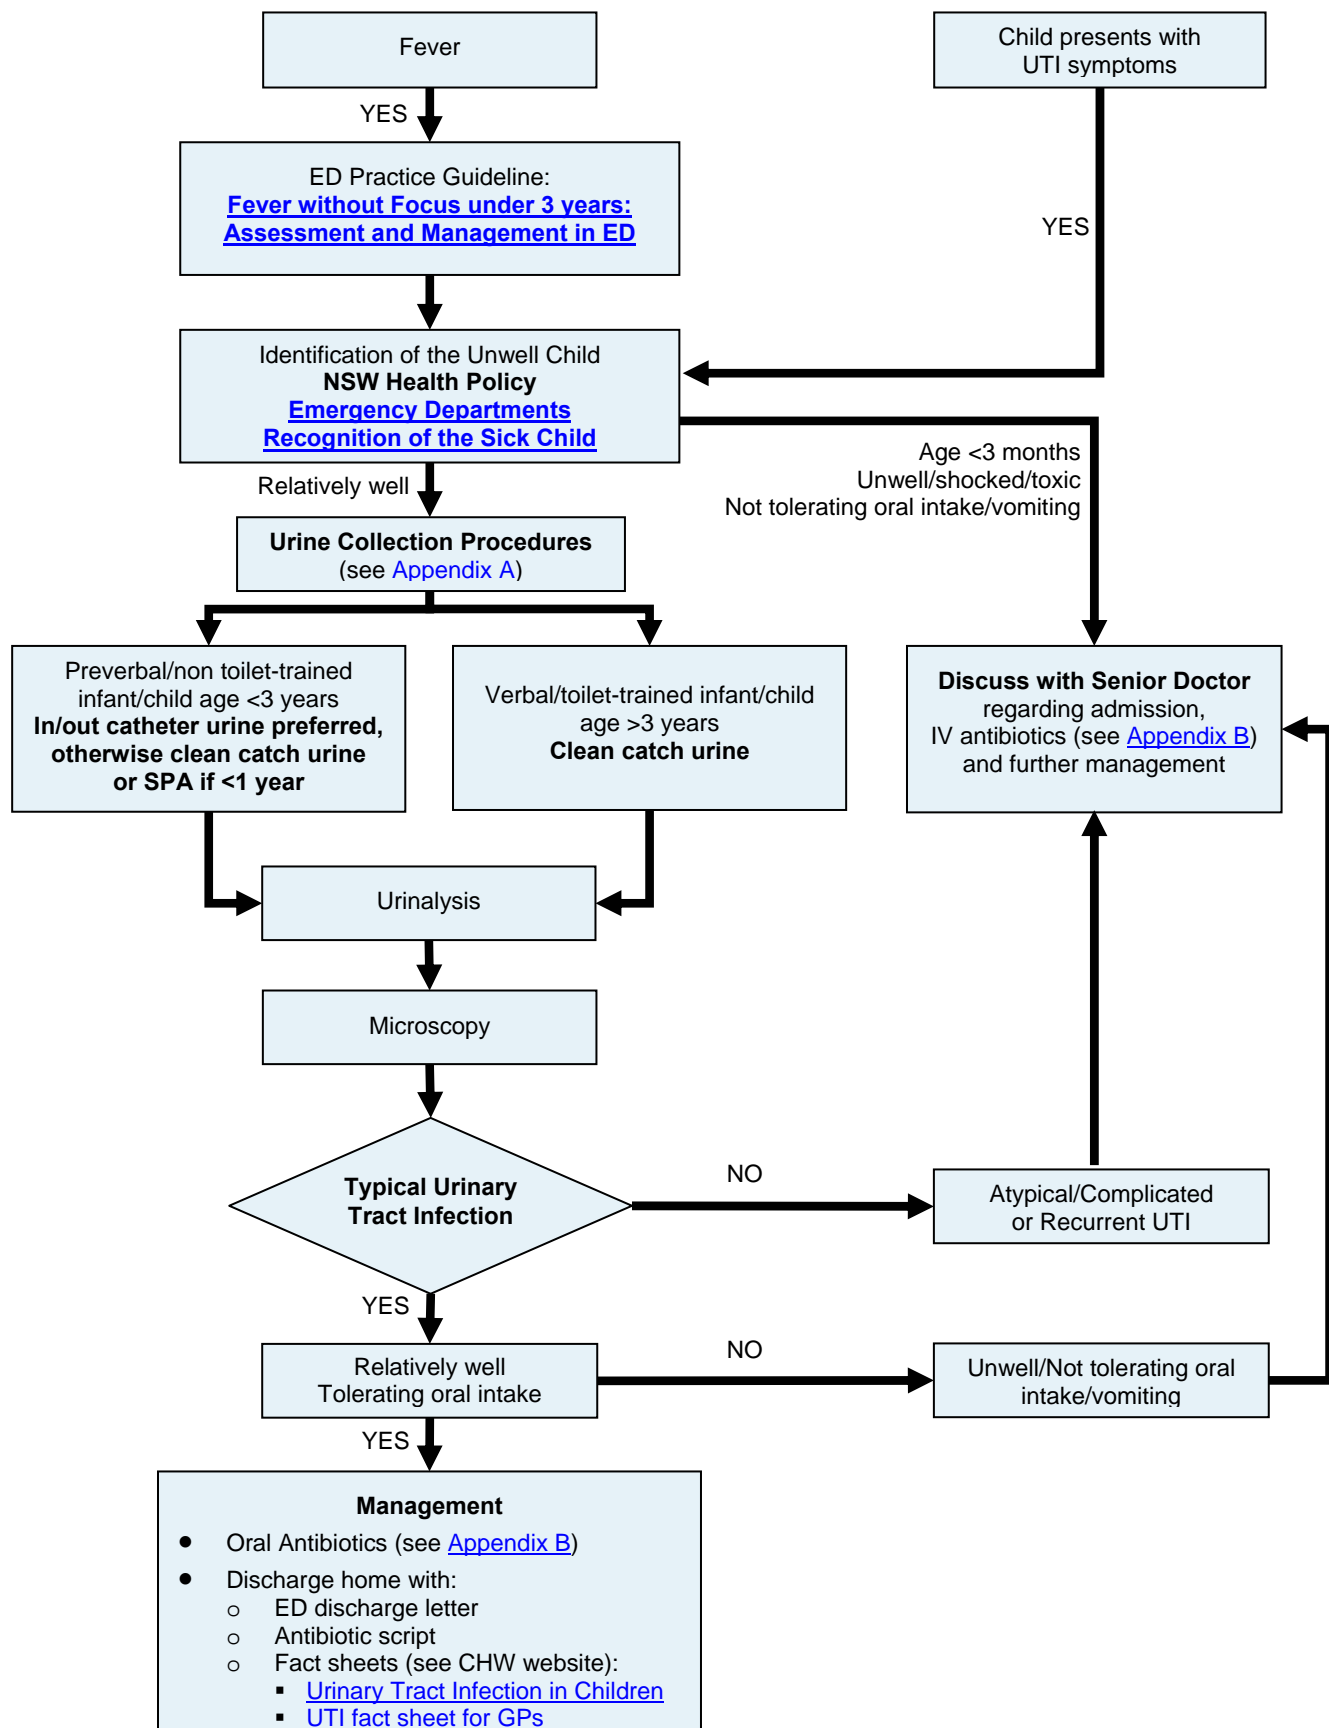 Fever
Child presents with
UTI symptoms
YES
ED Practice Guideline:
Fever without Focus under 3 years:
Assessment and Management in ED
YES
Identification of the Unwell Child
NSW Health Policy
Emergency Departments
Recognition of the Sick Child
Relatively well
Age <3 months
Unwell/shocked/toxic
Not tolerating oral intake/vomiting
Urine Collection Procedures
(see Appendix A)
Preverbal/non toilet-trained
infant/child age <3 years
In/out catheter urine preferred,
otherwise clean catch urine
or SPA if <1 year
Verbal/toilet-trained infant/child
age >3 years
Clean catch urine
Discuss with Senior Doctor
regarding admission,
IV antibiotics (see Appendix B)
and further management
Urinalysis
Microscopy
Typical Urinary
Tract Infection
NO
Atypical/Complicated
or Recurrent UTI
YES
Relatively well
Tolerating oral intake
NO
Unwell/Not tolerating oral
intake/vomiting
YES
Management
● Oral Antibiotics (see Appendix B)
● Discharge home with:
o ED discharge letter
o Antibiotic script
o Fact sheets (see CHW website):
▪ Urinary Tract Infection in Children
▪ UTI fact sheet for GPs